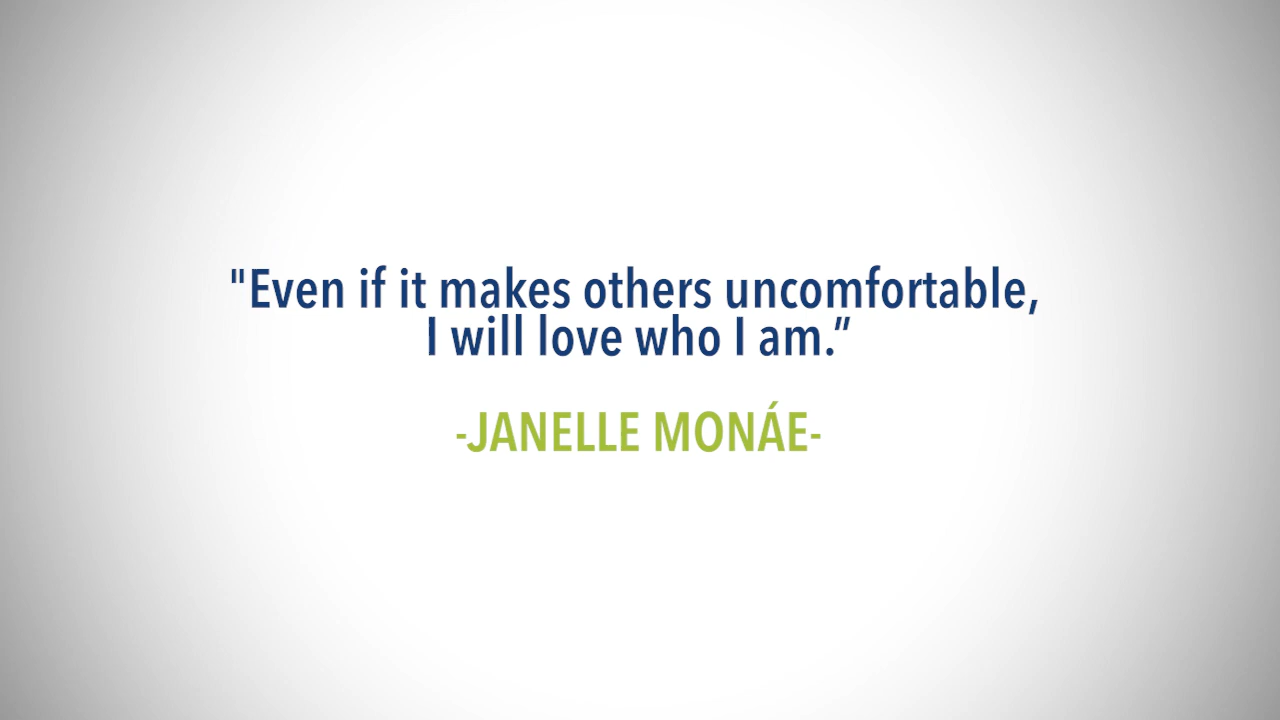 "Even if it makes others uncomfortable,
I will love who I am.”
-JANELLE MONÁE-